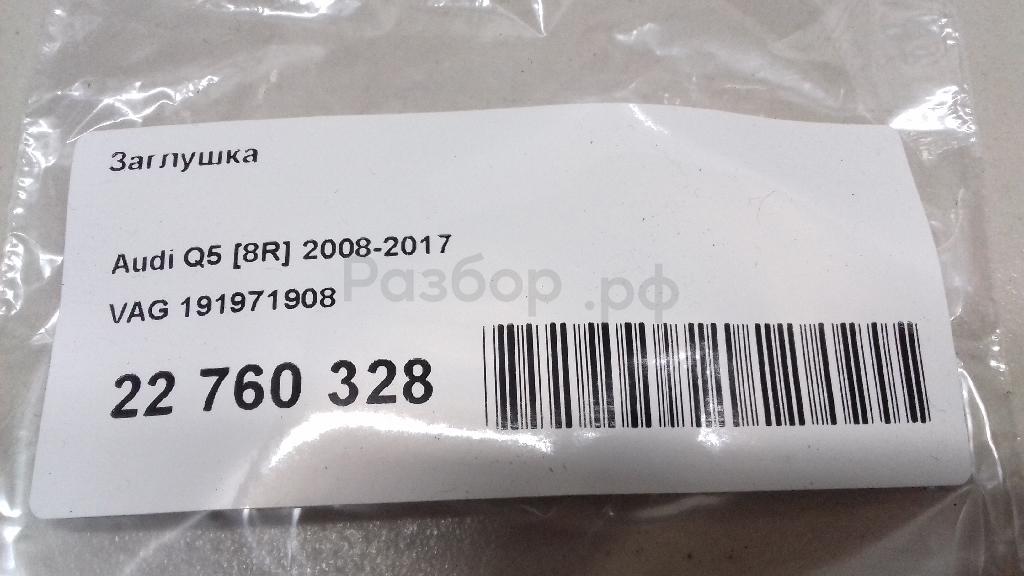 Заглушка
Audi Q5 [8R] 2008-2017
VAG 191971908
Разбор .рф
22 760 328